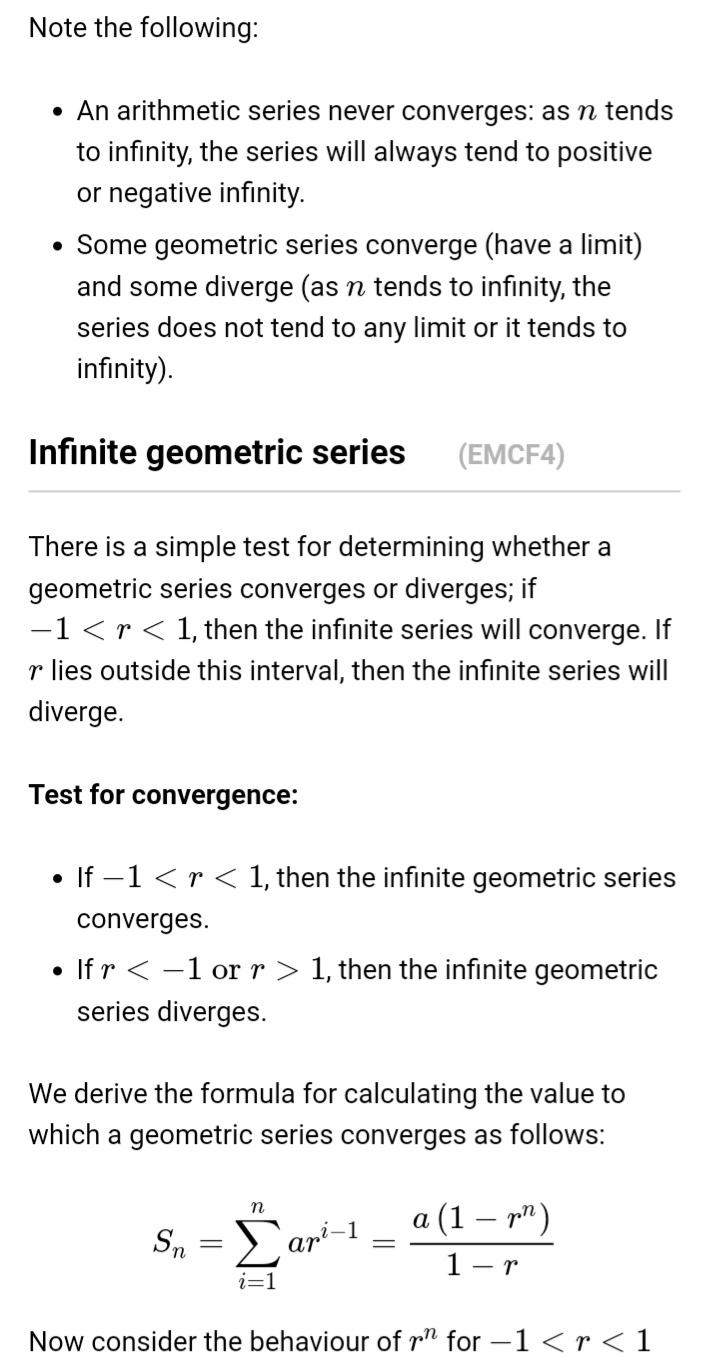 Note the following:
• An arithmetic series never converges: as n tends
to infinity, the series will always tend to positive
or negative infinity.
• Some geometric series converge (have a limit)
and some diverge (as n tends to infinity, the
series does not tend to any limit or it tends to
infinity).
Infinite geometric series (EMCF4)
There is a simple test for determining whether a
geometric series converges or diverges; if
−1 < r < 1, then the infinite series will converge. If
r lies outside this interval, then the infinite series will
diverge.
Test for convergence:
• If −1 < r < 1, then the infinite geometric series
converges.
• If r < −1 or r > 1, then the infinite geometric
series diverges.
We derive the formula for calculating the value to
which a geometric series converges as follows:
$S_n = \sum_{i=1}^{n} ar^{i-1} = \frac{a(1-r^n)}{1-r}$
Now consider the behaviour of $r^n$ for −1 < r < 1